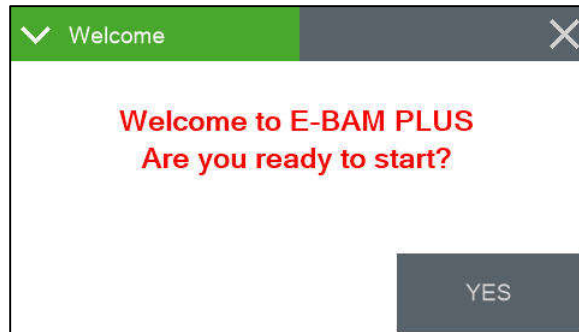 Welcome
Welcome to E-BAM PLUS
Are you ready to start?
YES